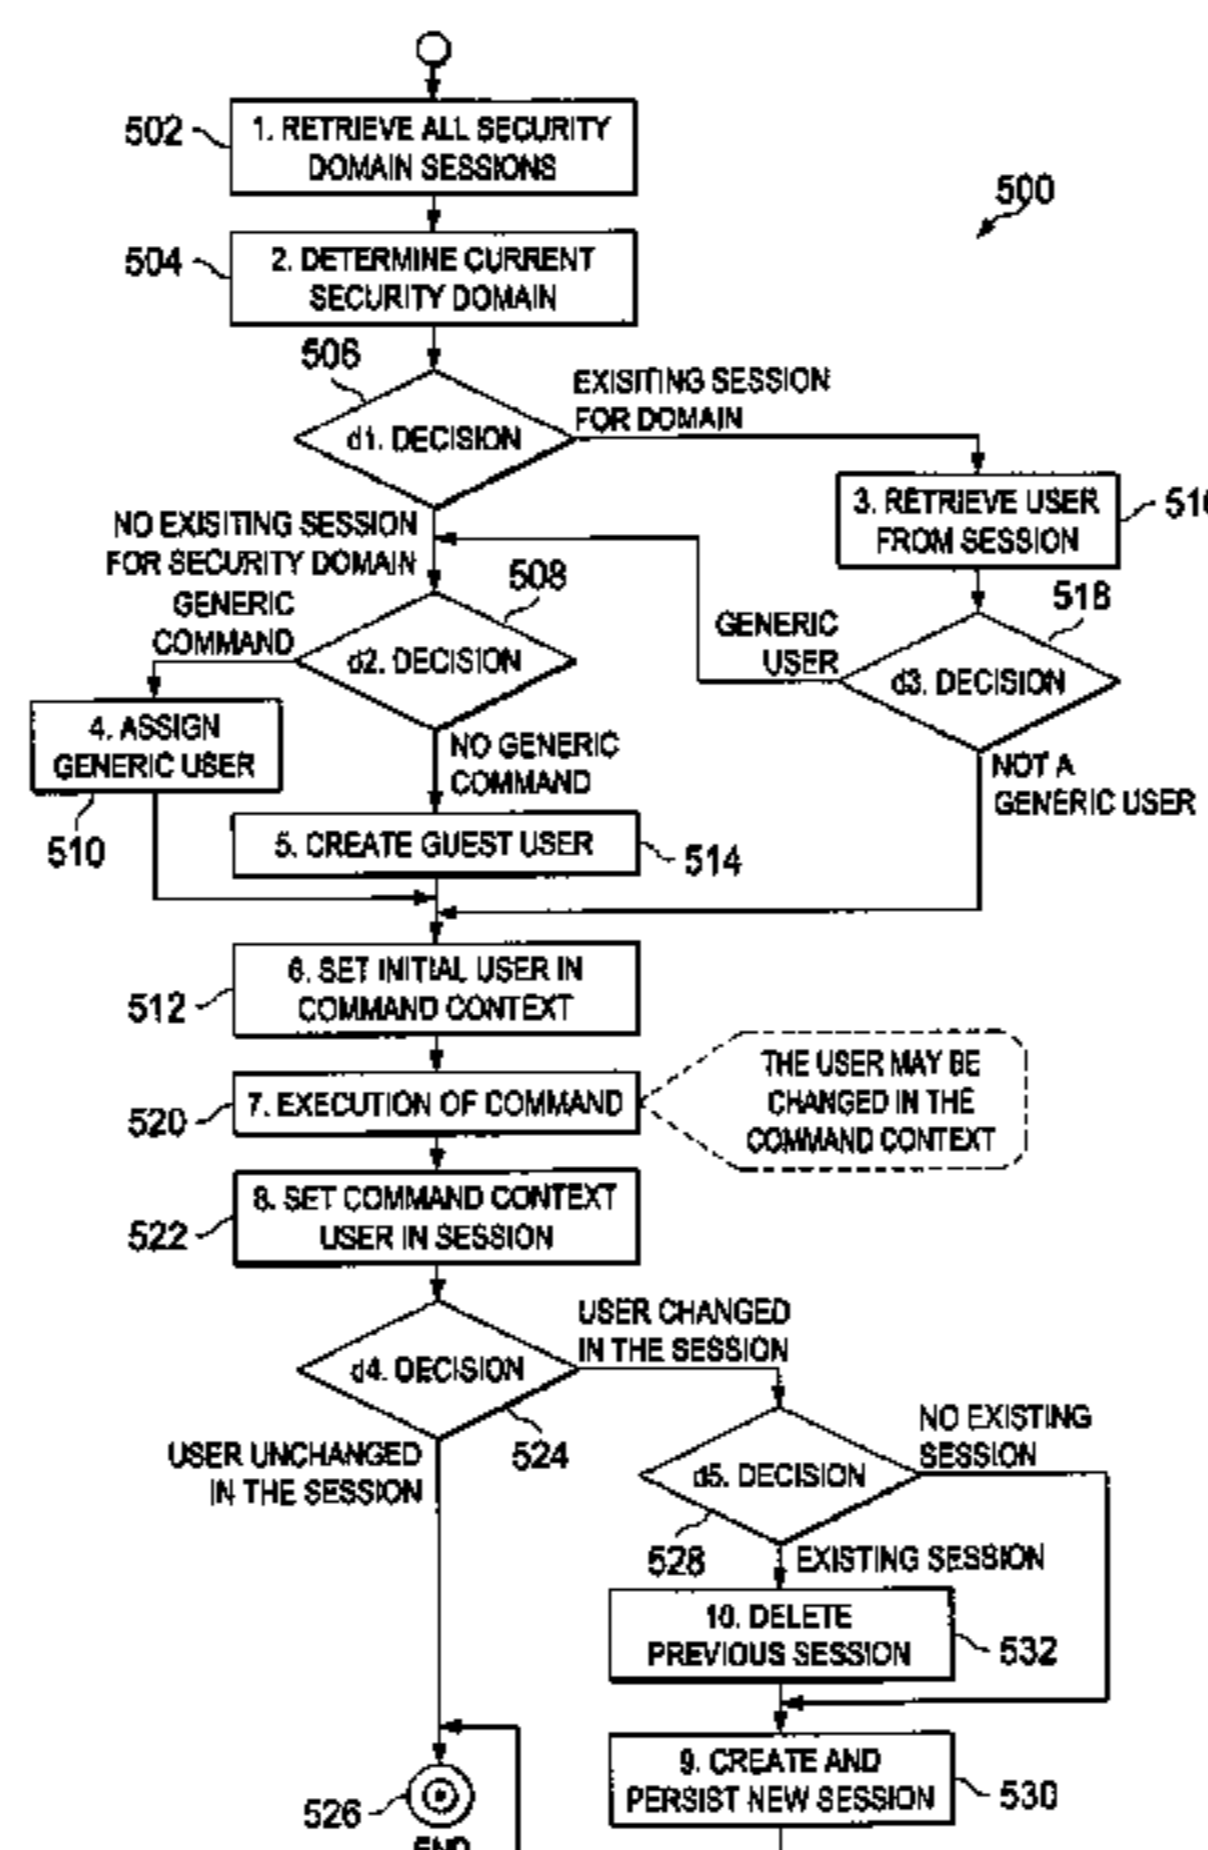 502
1. RETRIEVE ALL SECURITY
DOMAIN SESSIONS
500
504
2. DETERMINE CURRENT
SECURITY DOMAIN
506
EXISITING SESSION
FOR DOMAIN
d1. DECISION
3. RETRIEVE USER
FROM SESSION
NO EXISITING SESSION
FOR SECURITY DOMAIN
508
518
GENERIC
COMMAND
GENERIC
USER
d2. DECISION
d3. DECISION
4. ASSIGN
GENERIC USER
NO GENERIC
COMMAND
NOT A
GENERIC USER
510
5. CREATE GUEST USER
514
512
6. SET INITIAL USER IN
COMMAND CONTEXT
THE USER MAY BE
CHANGED IN THE
COMMAND CONTEXT
520
7. EXECUTION OF COMMAND
522
8. SET COMMAND CONTEXT
USER IN SESSION
USER CHANGED
IN THE SESSION
d4. DECISION
524
NO EXISTING
SESSION
USER UNCHANGED
IN THE SESSION
d5. DECISION
528
EXISTING SESSION
10. DELETE
PREVIOUS SESSION
532
9. CREATE AND
PERSIST NEW SESSION
530
526
END